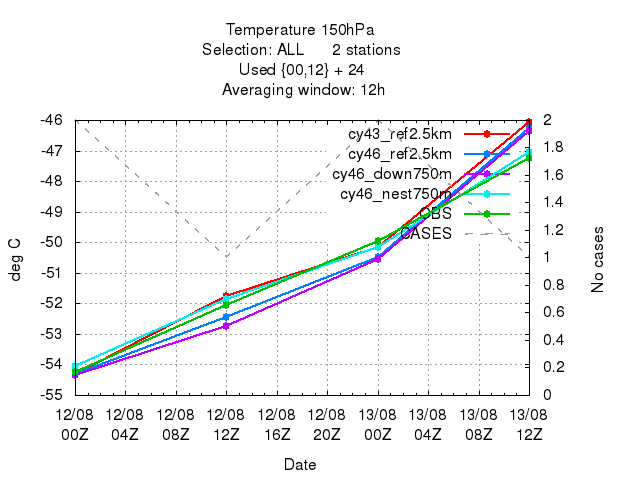 Temperature 150hPa
Selection: ALL 2 stations
Used {00,12} + 24
Averaging window: 12h
-46 2
cy43_ref2.5km
-47 cy46_ref2.5km 1.8
cy46_down750m
-48 1.6
cy46_nest750m
-49 OBS 1.4
CASES 1.2
-50
1
-51
0.8
-52
0.6
-53 0.4
-54 0.2
-55 0
deg C
No cases
12/08 12/08 12/08 12/08 12/08 12/08 13/08 13/08 13/08 13/08
00Z 04Z 08Z 12Z 16Z 20Z 00Z 04Z 08Z 12Z
Date